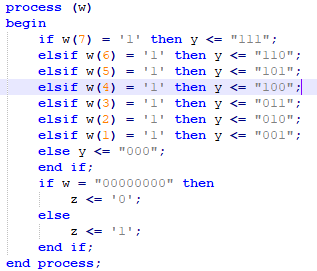 process (w)
begin
if w(7) = '1' then y <= "111";
elsif w(6) = '1' then y <= "110";
elsif w(5) = '1' then y <= "101";
elsif w(4) = '1' then y <= "100";
elsif w(3) = '1' then y <= "011";
elsif w(2) = '1' then y <= "010";
elsif w(1) = '1' then y <= "001";
else y <= "000";
end if;
if w = "00000000" then
z <= '0';
else
z <= '1';
end if;
end process;